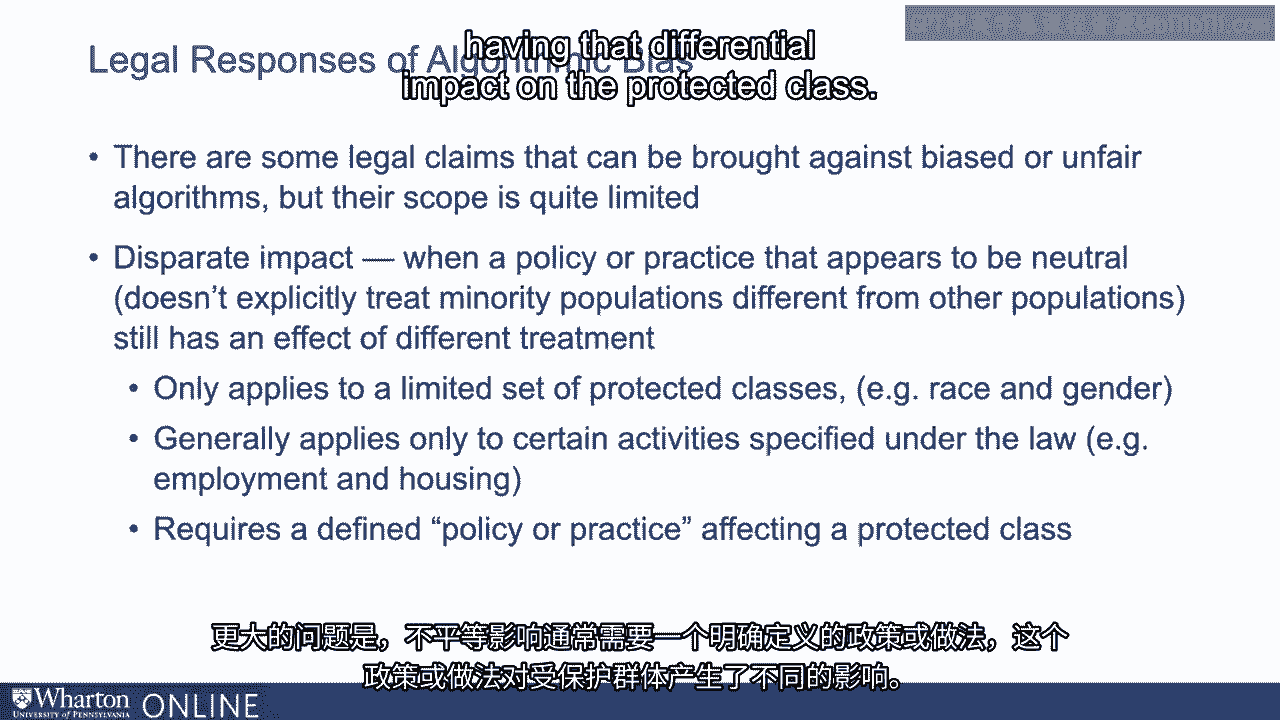 having that differential
impact on the protected class.
Legal Responses of Algorithmic Bias
• There are some legal claims that can be brought against biased or unfair
algorithms, but their scope is quite limited
• Disparate impact — when a policy or practice that appears to be neutral
(doesn't explicitly treat minority populations different from other populations)
still has an effect of different treatment
• Only applies to a limited set of protected classes, (e.g. race and gender)
• Generally applies only to certain activities specified under the law (e.g.
employment and housing)
• Requires a defined “policy or practice” affecting a protected class
更大的问题是，不平等影响通常需要一个明确定义的政策或做法，这个
政策或做法对受保护群体产生了不同的影响。
Wharton ONLINE
UNIVERSITY of PENNSYLVANIA